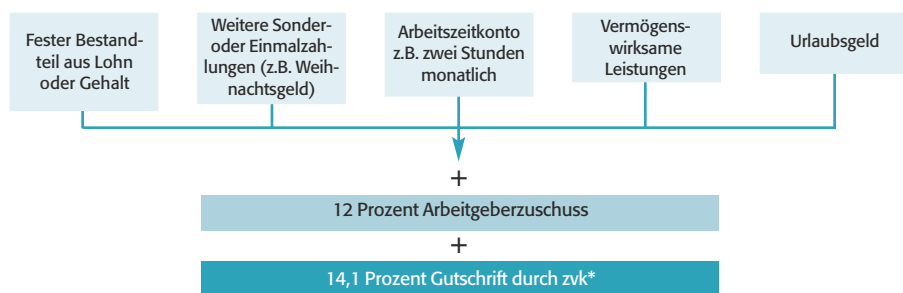 Fester Bestand-
teil aus Lohn
oder Gehalt
Weitere Sonder-
oder Einmalzah-
lungen (z.B. Weih-
nachtsgeld)
Arbeitszeitkonto
z.B. zwei Stunden
monatlich
Vermögens-
wirksame
Leistungen
Urlaubsgeld
+
12 Prozent Arbeitgeberzuschuss
+
14,1 Prozent Gutschrift durch zvk*